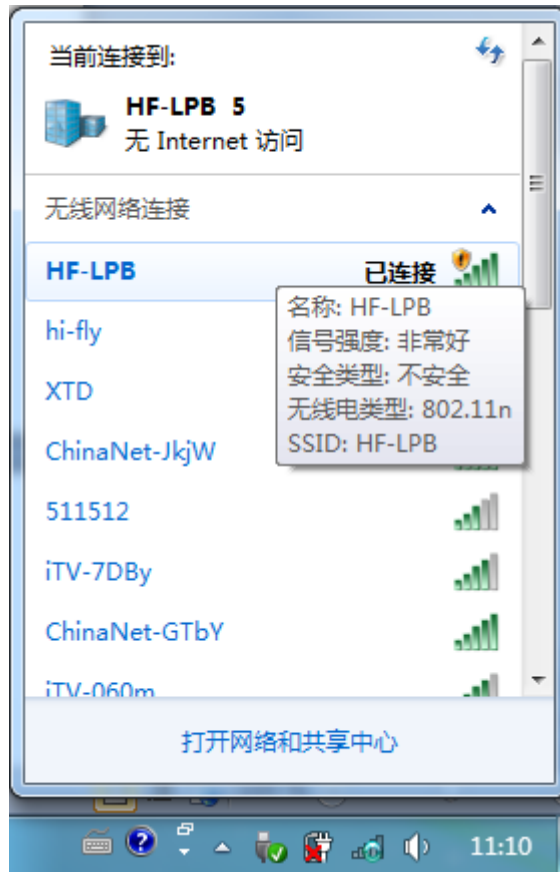 当前连接到:
HF-LPB 5
无 Internet 访问
无线网络连接
HF-LPB 已连接
名称: HF-LPB
信号强度: 非常好
安全类型: 不安全
无线电类型: 802.11n
SSID: HF-LPB
hi-fly
XTD
ChinaNet-JkjW
511512
iTV-7DBy
ChinaNet-GTbY
iTV-060m
打开网络和共享中心
11:10